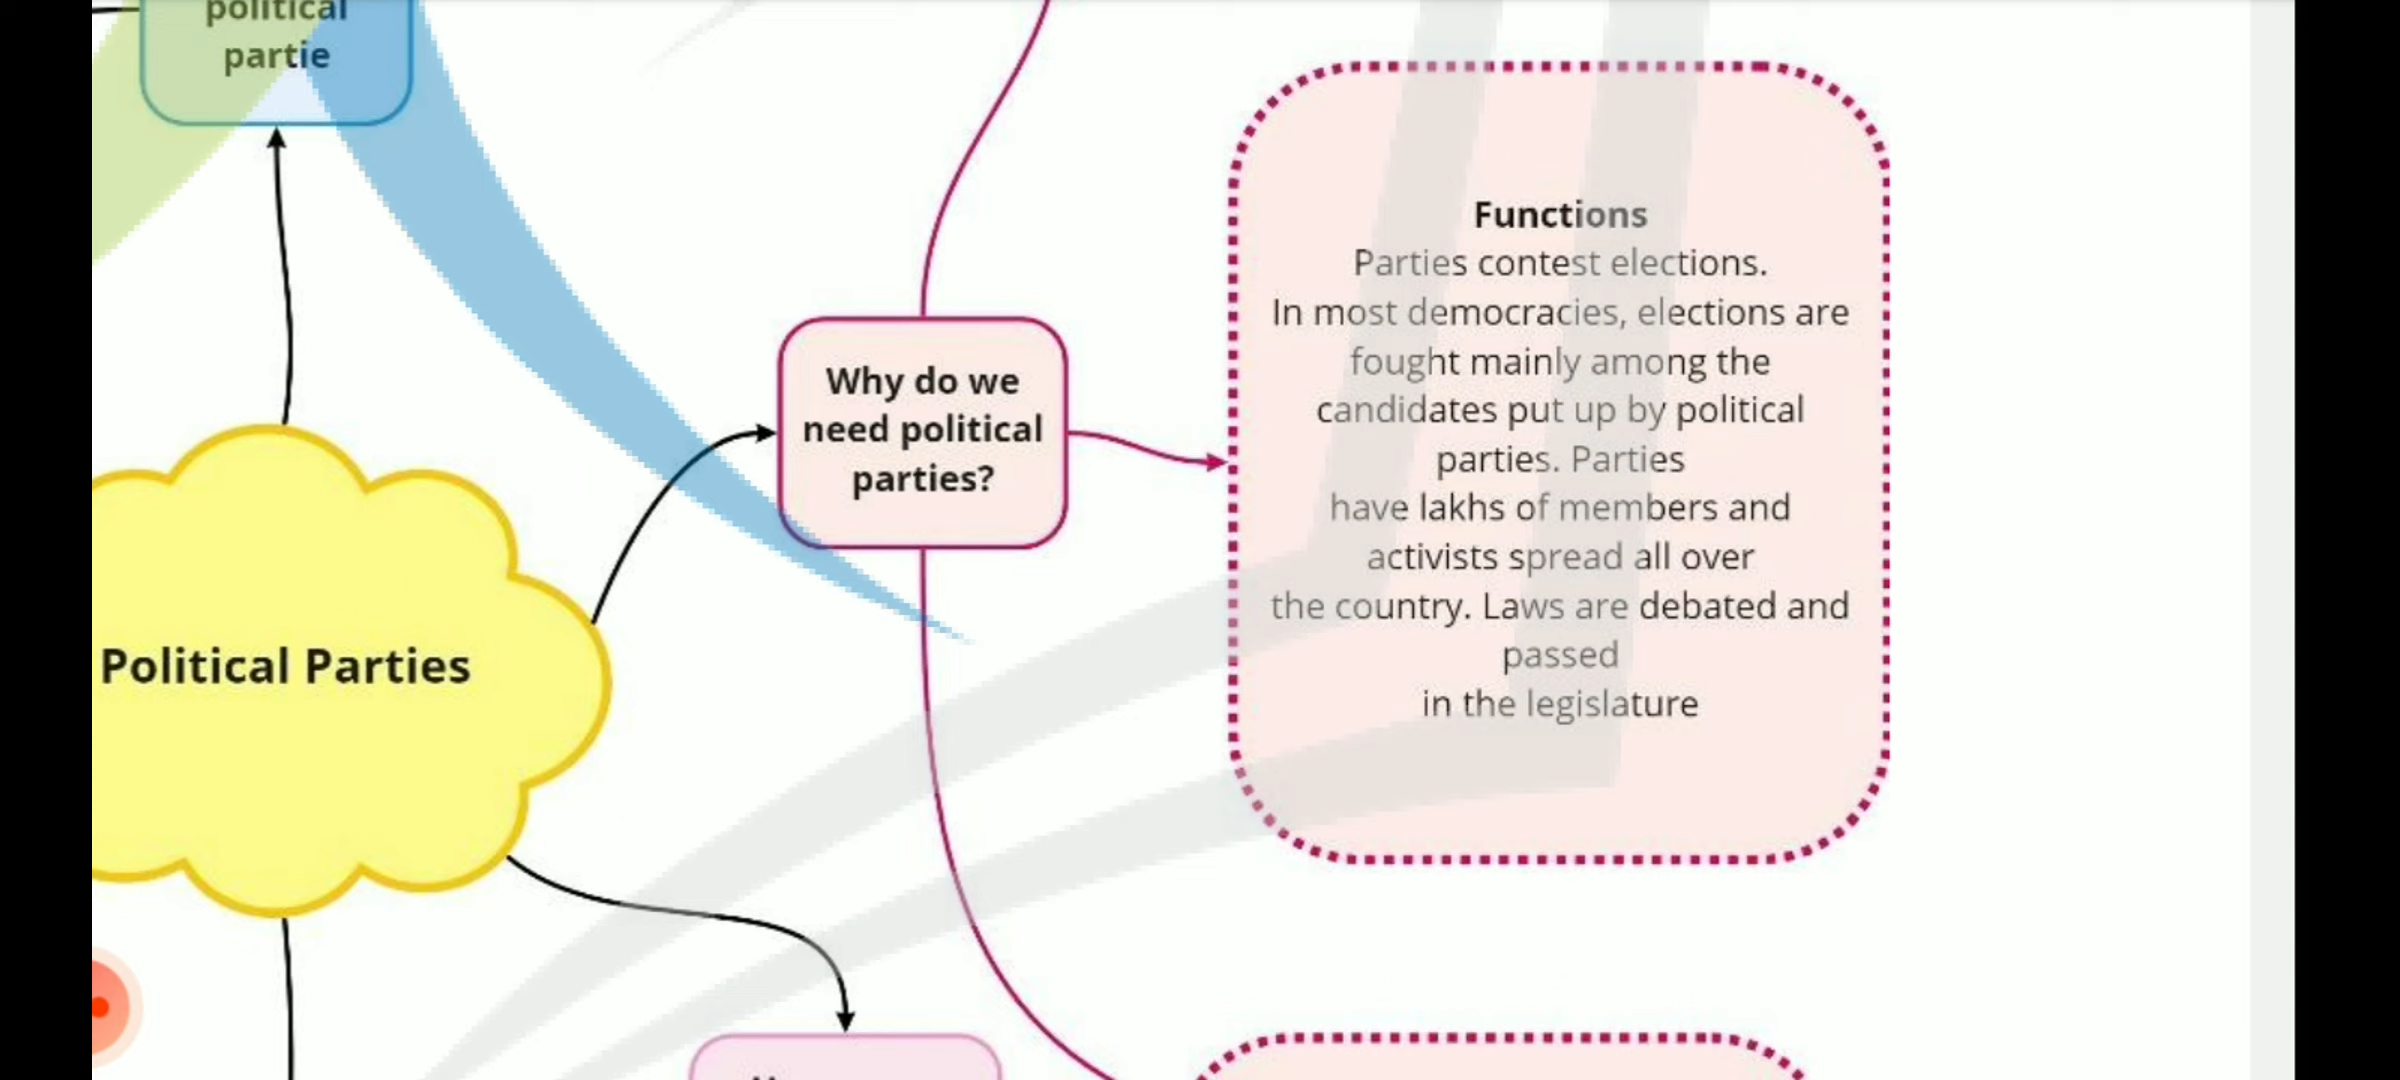 political
partie
Why do we
need political
parties?
Political Parties
Functions
Parties contest elections.
In most democracies, elections are
fought mainly among the
candidates put up by political
parties. Parties
have lakhs of members and
activists spread all over
the country. Laws are debated and
passed
in the legislature